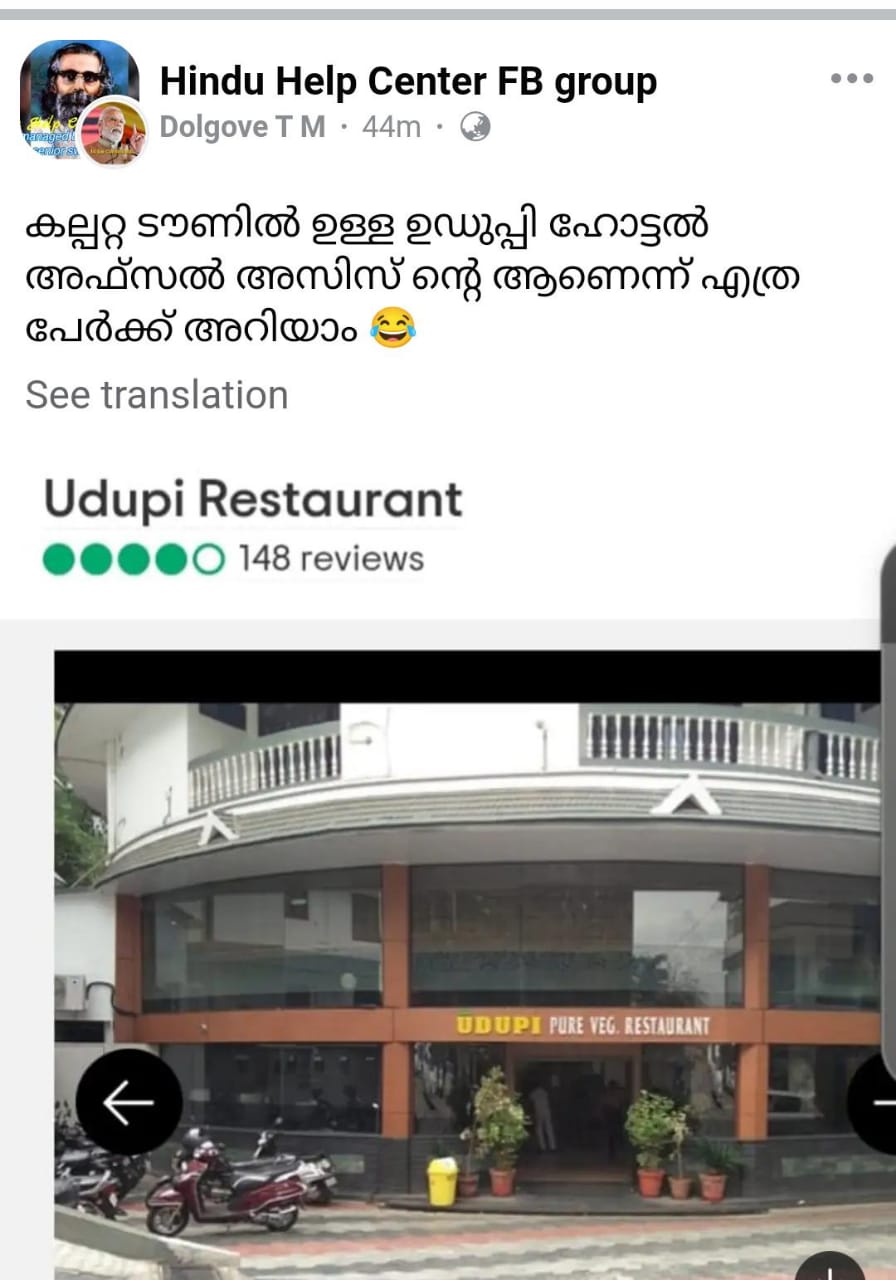 Hindu Help Center FB group
Dolgove T M · 44m ·
കല്പറ്റ ടൗണിൽ ഉള്ള ഉഡുപ്പി ഹോട്ടൽ
അഫ്സൽ അസിസ് ന്റെ ആണെന്ന് എത്ര
പേർക്ക് അറിയാം 😂
See translation
Udupi Restaurant
148 reviews
UDUPI PURE VEG. RESTAURANT